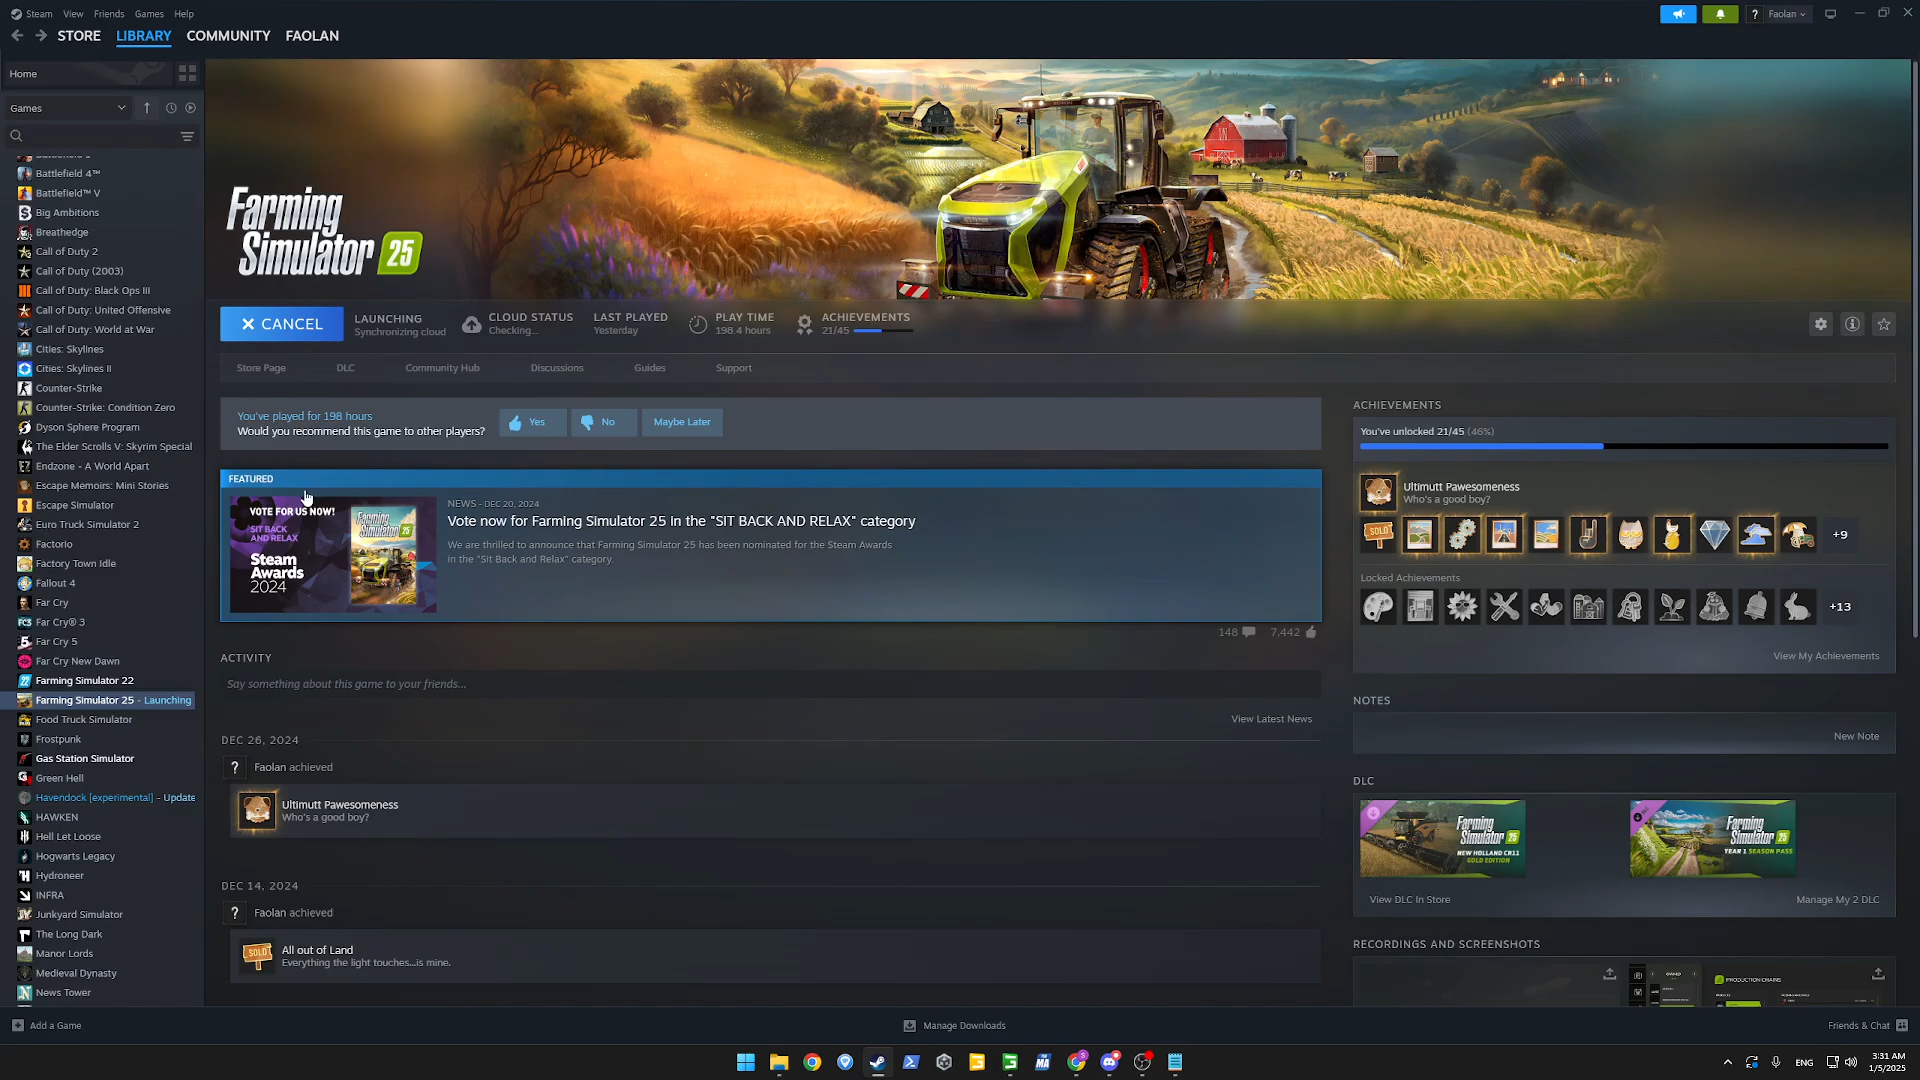 Steam View Friends Games Help
? Faolan
STORE LIBRARY COMMUNITY FAOLAN
Home
Games
Battlefield 4™
Battlefield™ V
Big Ambitions
Breathedge
Call of Duty 2
Call of Duty (2003)
Call of Duty: Black Ops III
Call of Duty: United Offensive
Call of Duty: World at War
Cities: Skylines
Cities: Skylines II
Counter-Strike
Counter-Strike: Condition Zero
Dyson Sphere Program
The Elder Scrolls V: Skyrim Special
Endzone - A World Apart
Escape Memoirs: Mini Stories
Escape Simulator
Euro Truck Simulator 2
Factorio
Factory Town Idle
Fallout 4
Far Cry
Far Cry® 3
Far Cry 5
Far Cry New Dawn
Farming Simulator 22
Farming Simulator 25 - Launching
Food Truck Simulator
Frostpunk
Gas Station Simulator
Green Hell
Havendock [experimental] - Update
HAWKEN
Hell Let Loose
Hogwarts Legacy
Hydroneer
INFRA
Junkyard Simulator
The Long Dark
Manor Lords
Medieval Dynasty
News Tower
Farming
Simulator 25
CANCEL
LAUNCHING
Synchronizing cloud
CLOUD STATUS
Checking...
LAST PLAYED
Yesterday
PLAY TIME
198.4 hours
ACHIEVEMENTS
21/45
Store Page DLC Community Hub Discussions Guides Support
You've played for 198 hours
Would you recommend this game to other players?
Yes No Maybe Later
FEATURED
VOTE FOR US NOW!
SIT BACK
AND RELAX
Steam
Awards
2024
Farming
Simulator 25
NEWS - DEC 20, 2024
Vote now for Farming Simulator 25 in the "SIT BACK AND RELAX" category
We are thrilled to announce that Farming Simulator 25 has been nominated for the Steam Awards
in the "Sit Back and Relax" category.
148 7,442
ACTIVITY
Say something about this game to your friends...
View Latest News
DEC 26, 2024
? Faolan achieved
Ultimutt Pawesomeness
Who's a good boy?
DEC 14, 2024
? Faolan achieved
SOLD
All out of Land
Everything the light touches...is mine.
ACHIEVEMENTS
You've unlocked 21/45 (46%)
Ultimutt Pawesomeness
Who's a good boy?
SOLD
+9
Locked Achievements
+13
View My Achievements
NOTES
New Note
DLC
Farming
Simulator 25
NEW HOLLAND CR11
GOLD EDITION
Farming
Simulator 25
YEAR 1 SEASON PASS
View DLC In Store
Manage My 2 DLC
RECORDINGS AND SCREENSHOTS
PRODUCTION CHAINS
Add a Game
Manage Downloads
Friends & Chat
ENG
3:31 AM
1/5/2025